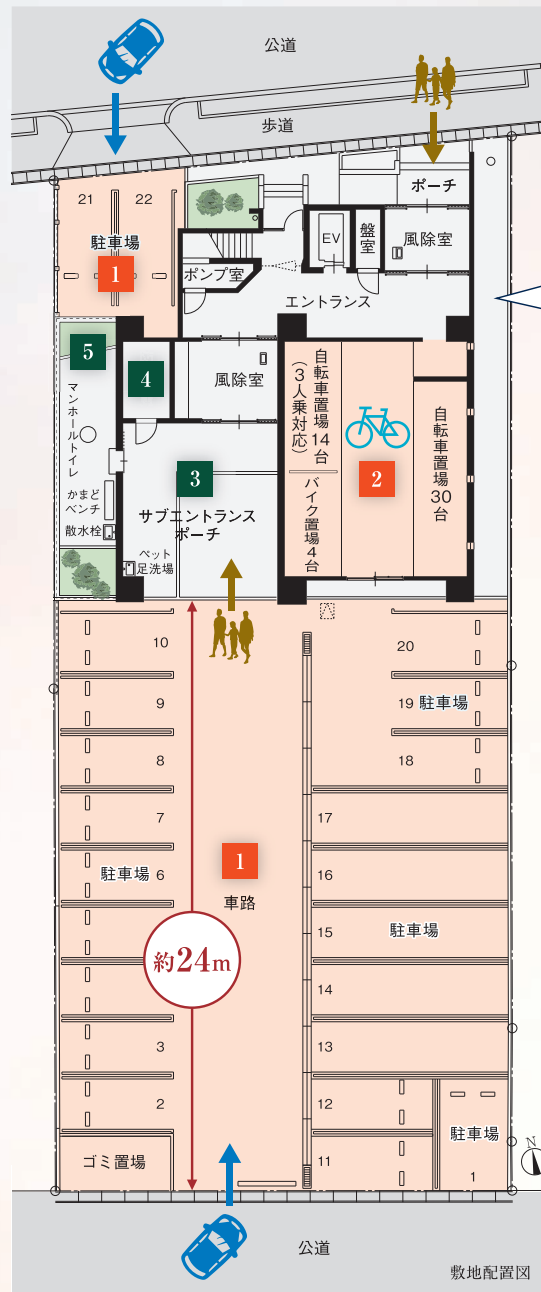 公道
歩道
ポーチ
21
22
駐車場
1
EV
盤室
風除室
ポンプ室
エントランス
5
マンホールトイレ
かまど
ベンチ
散水栓
4
風除室
3
サブエントランス
ポーチ
ペット
足洗場
自転車置場14台
(3人乗対応)
バイク置場4台
2
自転車置場30台
10
9
8
7
駐車場 6
3
2
ゴミ置場
1
車路
約24m
20
19 駐車場
18
17
16
15
駐車場
14
13
12
11
駐車場
1
N
公道
敷地配置図